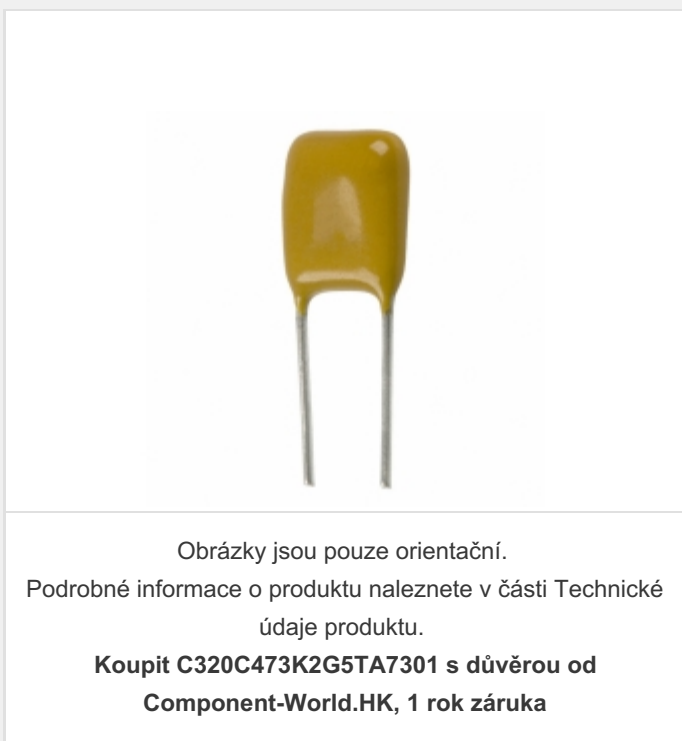 Obrázky jsou pouze orientační.
Podrobné informace o produktu naleznete v části Technické
údaje produktu.
Koupit C320C473K2G5TA7301 s důvěrou od
Component-World.HK, 1 rok záruka